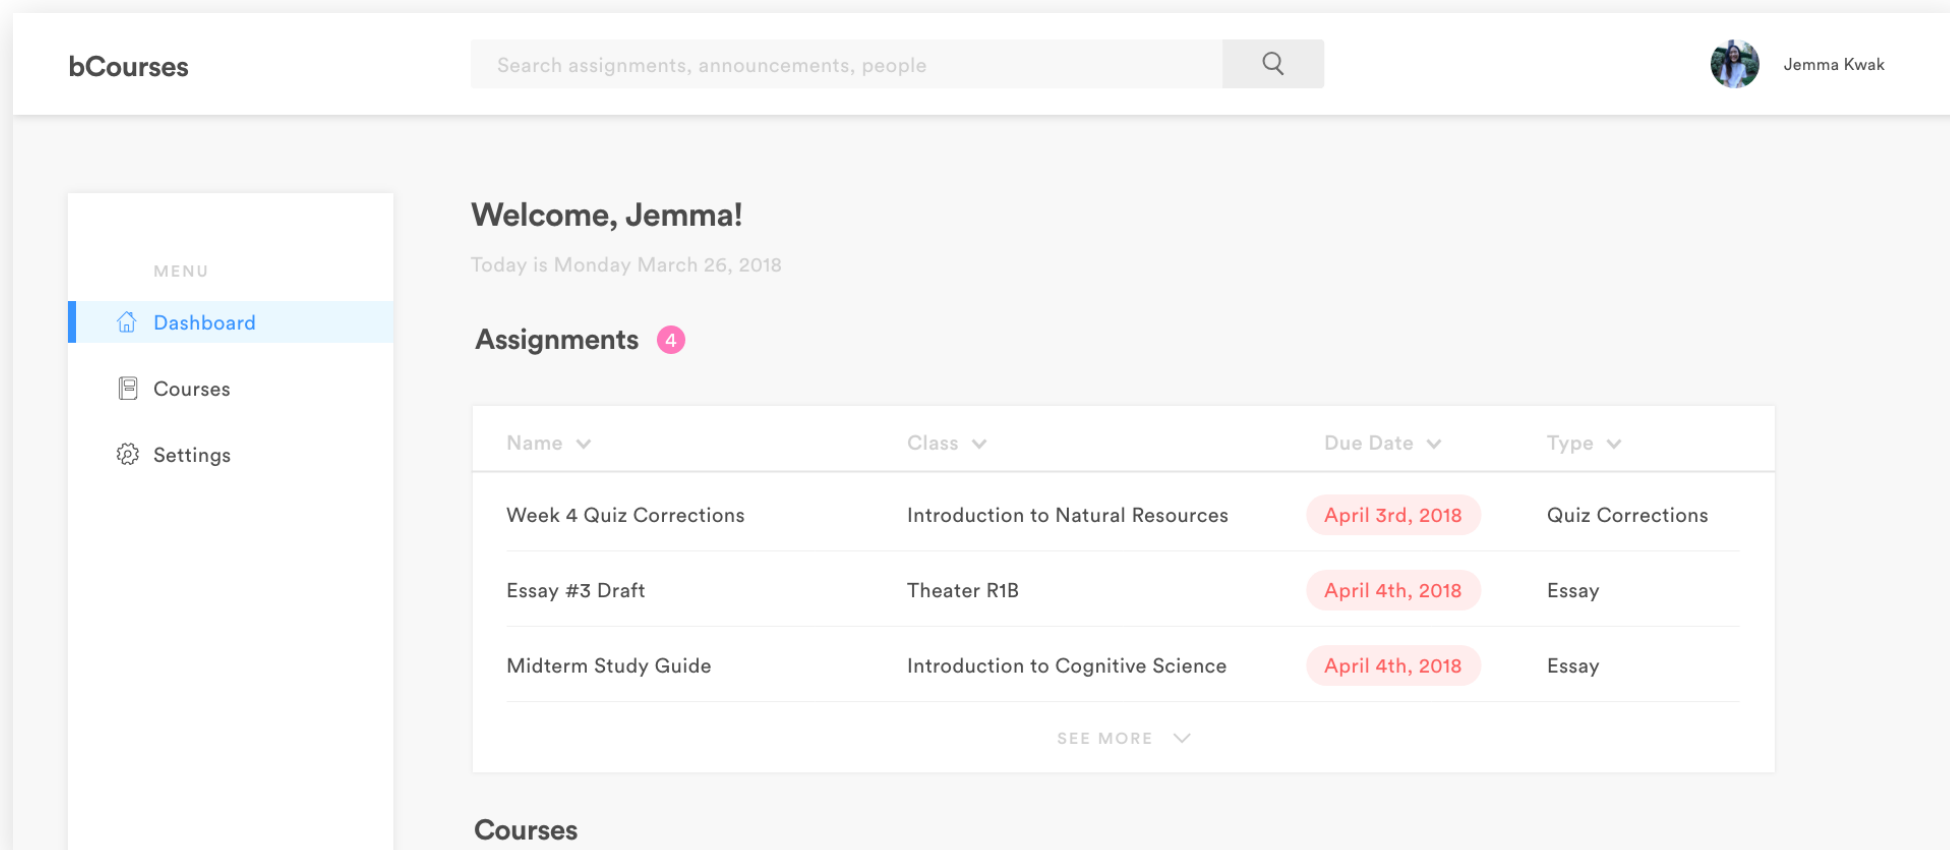 bCourses
Search assignments, announcements, people
Jemma Kwak
MENU
Dashboard
Courses
Settings
Welcome, Jemma!
Today is Monday March 26, 2018
Assignments 4
Name Class Due Date Type
Week 4 Quiz Corrections Introduction to Natural Resources April 3rd, 2018 Quiz Corrections
Essay #3 Draft Theater R1B April 4th, 2018 Essay
Midterm Study Guide Introduction to Cognitive Science April 4th, 2018 Essay
SEE MORE
Courses